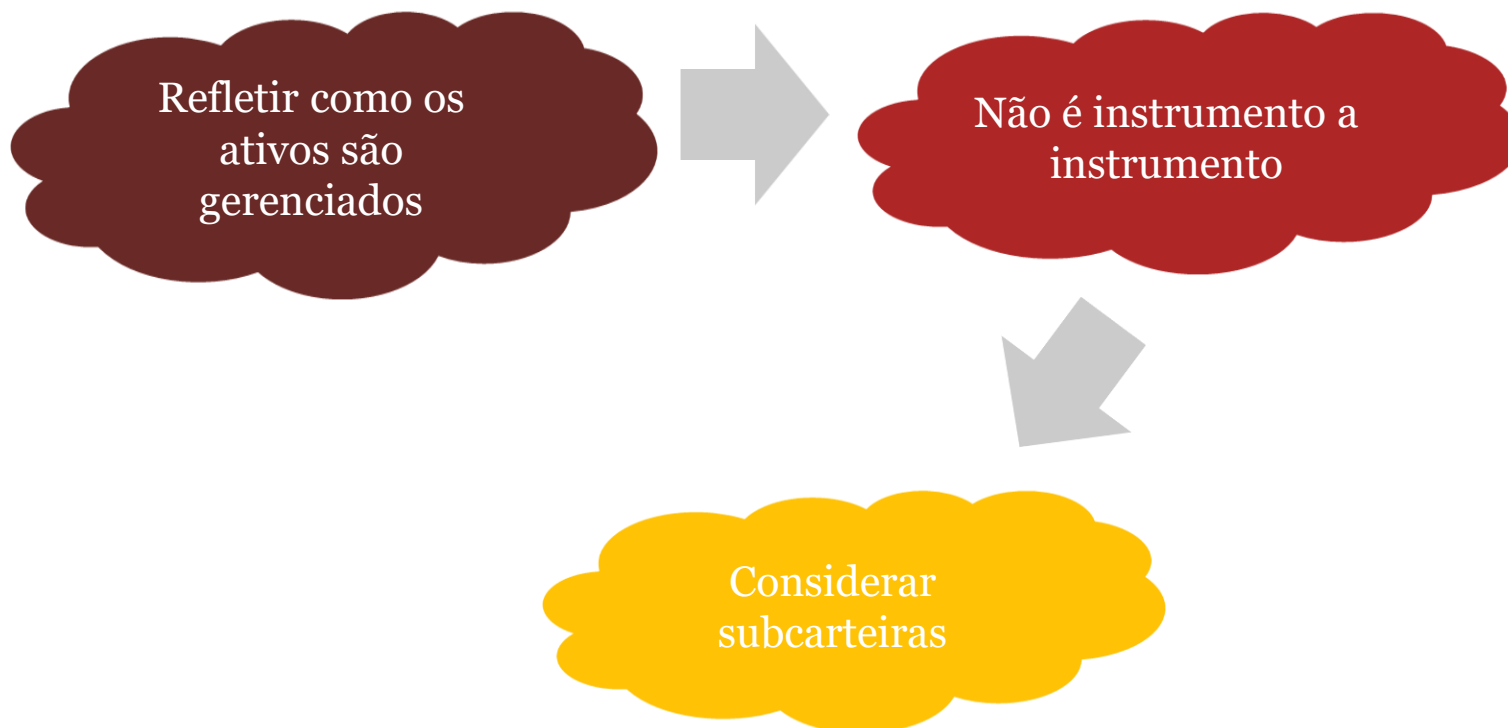 Refletir como os
ativos são
gerenciados
Não é instrumento a
instrumento
Considerar
subcarteiras